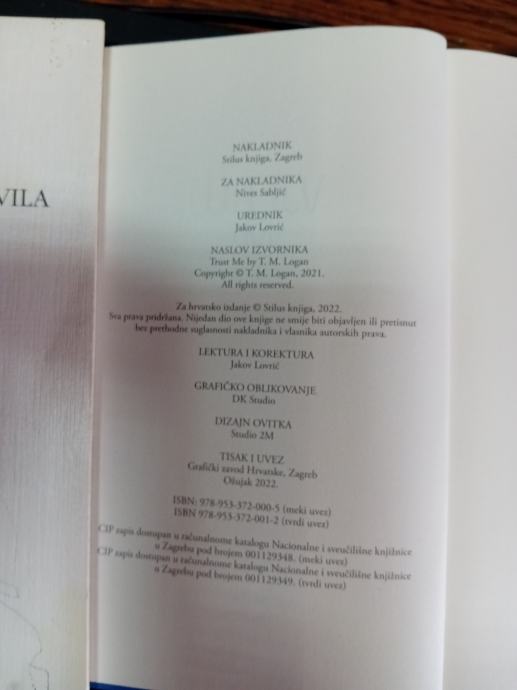 VILA
NAKLADNIK
Stilus knjiga, Zagreb
ZA NAKLADNIKA
Nives Sabljić
UREDNIK
Jakov Lovrić
NASLOV IZVORNIKA
Trust Me by T. M. Logan
Copyright © T. M. Logan, 2021.
All rights reserved.
Za hrvatsko izdanje © Stilus knjiga, 2022.
Sva prava pridržana. Nijedan dio ove knjige ne smije biti objavljen ili pretisnut
bez prethodne suglasnosti nakladnika i vlasnika autorskih prava.
LEKTURA I KOREKTURA
Jakov Lovrić
GRAFIČKO OBLIKOVANJE
DK Studio
DIZAJN OVITKA
Studio 2M
TISAK I UVEZ
Grafički zavod Hrvatske, Zagreb
Ožujak 2022.
ISBN: 978-953-372-000-5 (meki uvez)
ISBN 978-953-372-001-2 (tvrdi uvez)
CIP zapis dostupan u računalnome katalogu Nacionalne i sveučilišne knjižnice
u Zagrebu pod brojem 001129348. (meki uvez)
CIP zapis dostupan u računalnome katalogu Nacionalne i sveučilišne knjižnice
u Zagrebu pod brojem 001129349. (tvrdi uvez)